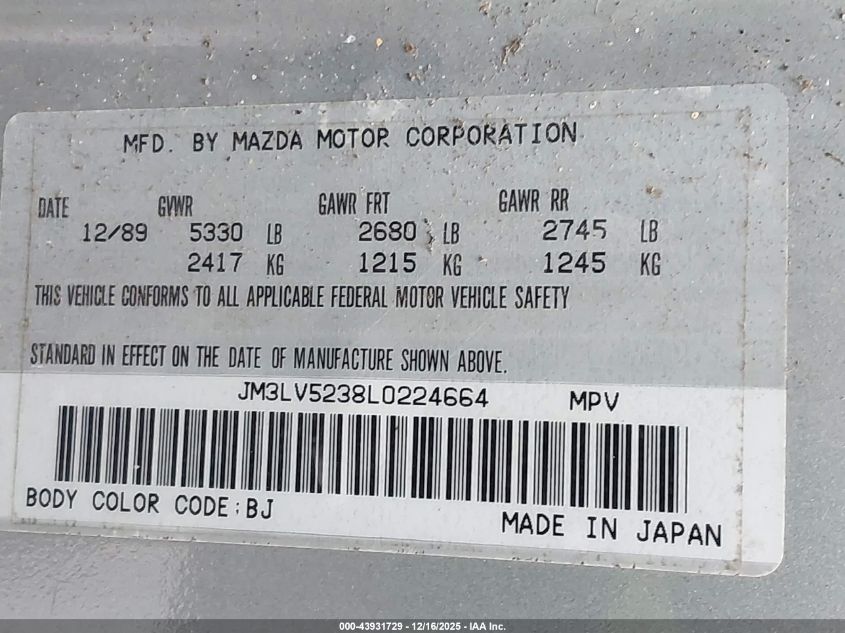 MFD. BY MAZDA MOTOR CORPORATION
DATE GVWR GAWR FRT GAWR RR
12/89 5330 LB 2680 LB 2745 LB
2417 KG 1215 KG 1245 KG
THIS VEHICLE CONFORMS TO ALL APPLICABLE FEDERAL MOTOR VEHICLE SAFETY
STANDARD IN EFFECT ON THE DATE OF MANUFACTURE SHOWN ABOVE.
JM3LV5238L0224664 MPV
BODY COLOR CODE:BJ
MADE IN JAPAN
000-43931729 - 12/16/2025 - IAA Inc.